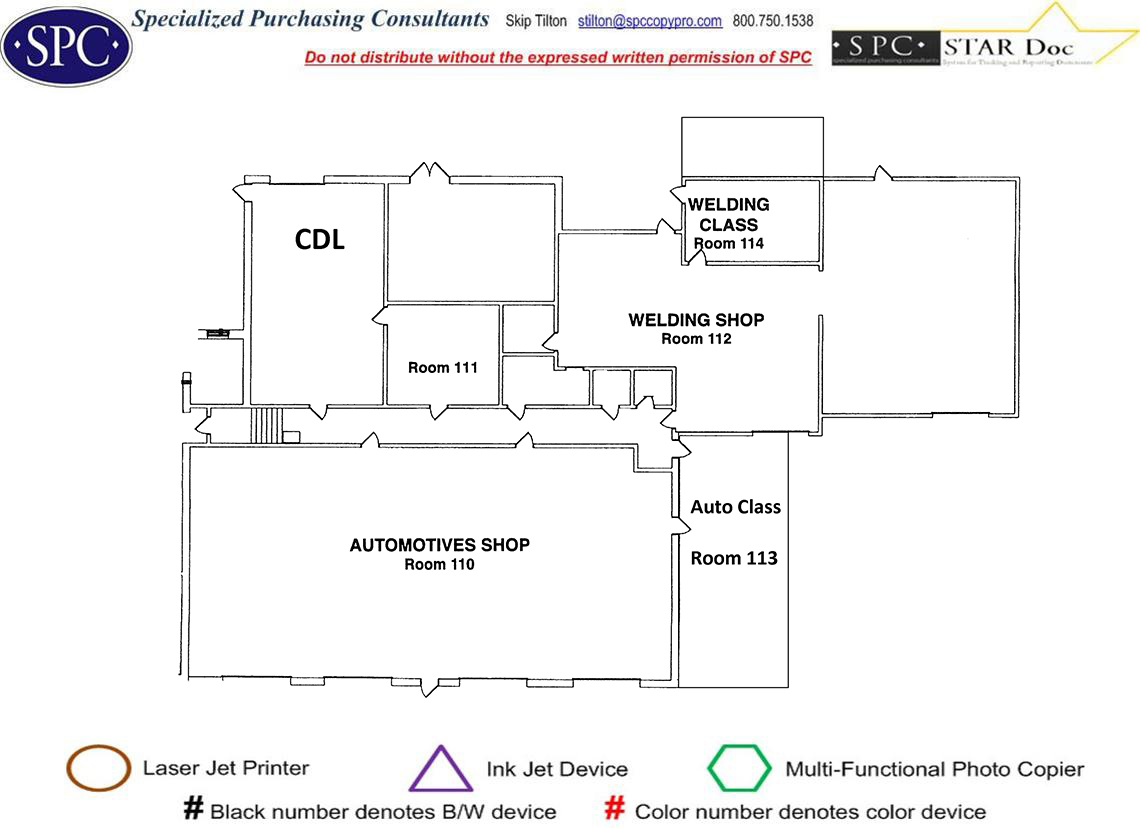 ·SPC·
Specialized Purchasing Consultants Skip Tilton stilton@spccopypro.com 800.750.1538
Do not distribute without the expressed written permission of SPC
·SPC· STAR Doc
specialized purchasing consultants System for Tracking and Reporting Documents
WELDING
CLASS
Room 114
CDL
WELDING SHOP
Room 112
Room 111
Auto Class
Room 113
AUTOMOTIVES SHOP
Room 110
Laser Jet Printer
Ink Jet Device
Multi-Functional Photo Copier
# Black number denotes B/W device
# Color number denotes color device